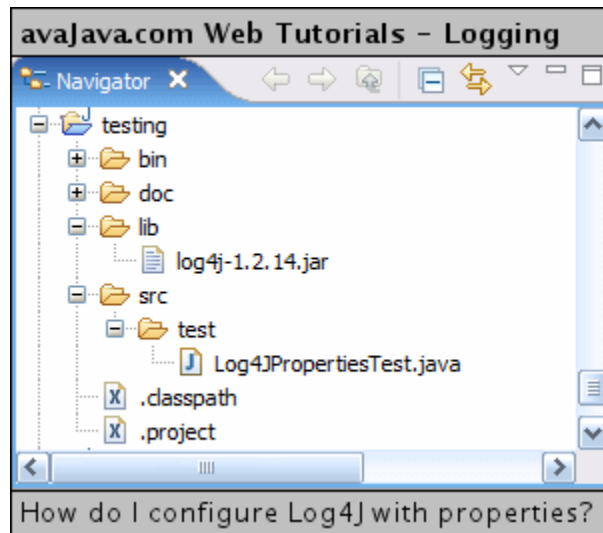 avaJava.com Web Tutorials - Logging
Navigator
testing
bin
doc
lib
log4j-1.2.14.jar
src
test
Log4JPropertiesTest.java
.classpath
.project
How do I configure Log4J with properties?